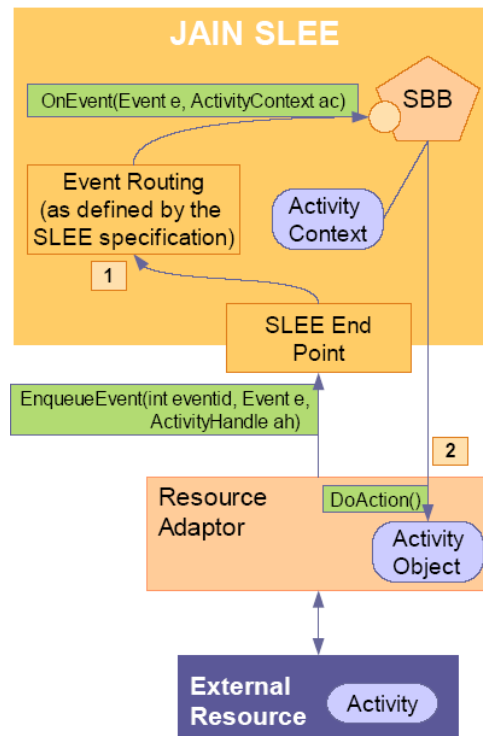 JAIN SLEE
OnEvent(Event e, ActivityContext ac)
SBB
Event Routing
(as defined by the
SLEE specification)
Activity
Context
1
SLEE End
Point
EnqueueEvent(int eventid, Event e,
ActivityHandle ah)
2
Resource
Adaptor
DoAction()
Activity
Object
External
Resource
Activity